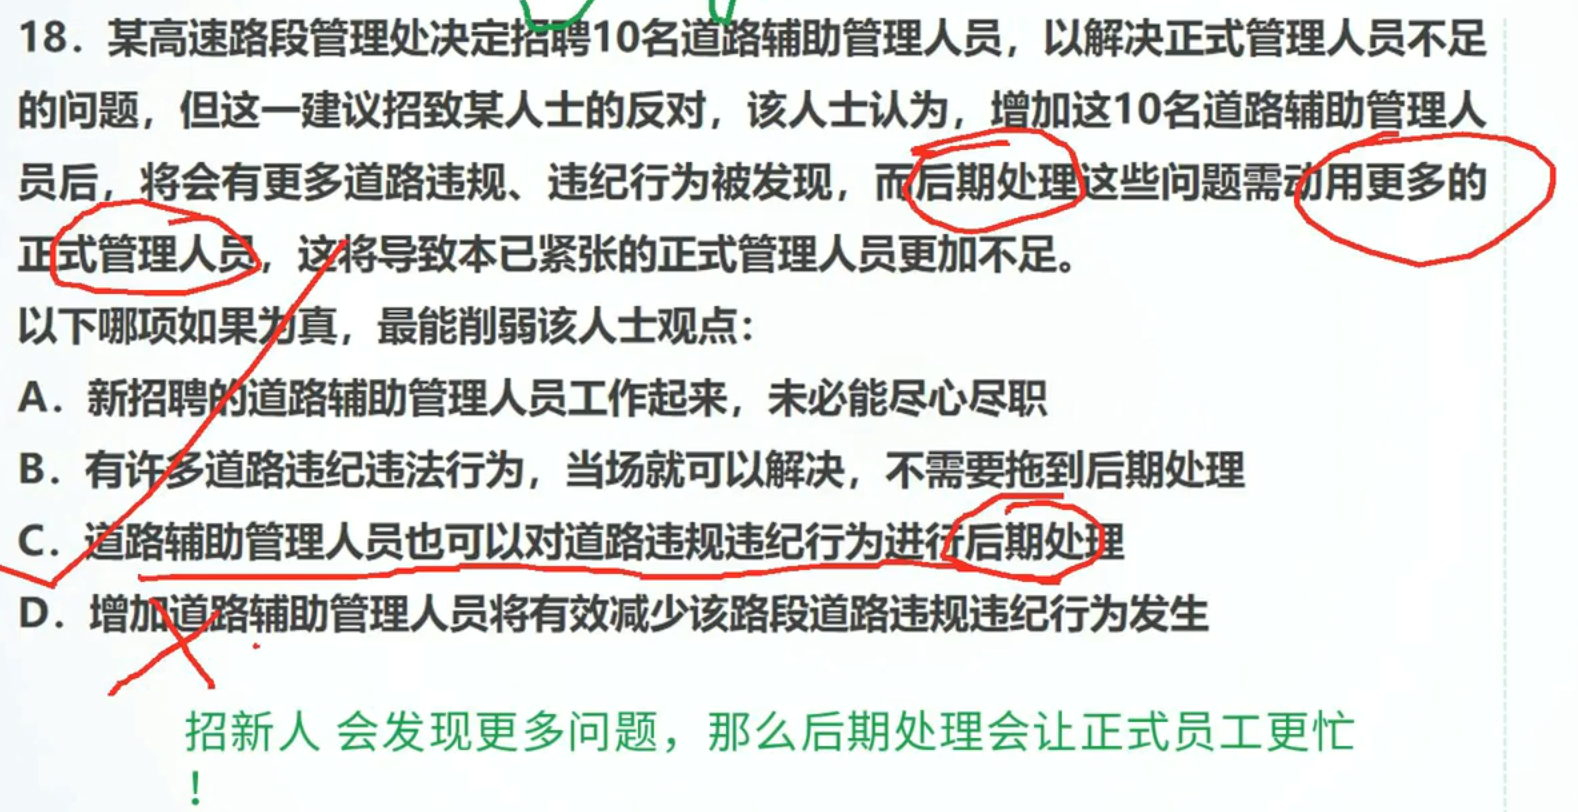 18. 某高速路段管理处决定招聘10名道路辅助管理人员，以解决正式管理人员不足
的问题，但这一建议招致某人士的反对，该人士认为，增加这10名道路辅助管理人
员后，将会有更多道路违规、违纪行为被发现，而后期处理这些问题需动用更多的
正式管理人员，这将导致本已紧张的正式管理人员更加不足。
以下哪项如果为真，最能削弱该人士观点：
A. 新招聘的道路辅助管理人员工作起来，未必能尽心尽职
B. 有许多道路违纪违法行为，当场就可以解决，不需要拖到后期处理
C. 道路辅助管理人员也可以对道路违规违纪行为进行后期处理
D. 增加道路辅助管理人员将有效减少该路段道路违规违纪行为发生
招新人 会发现更多问题，那么后期处理会让正式员工更忙
！